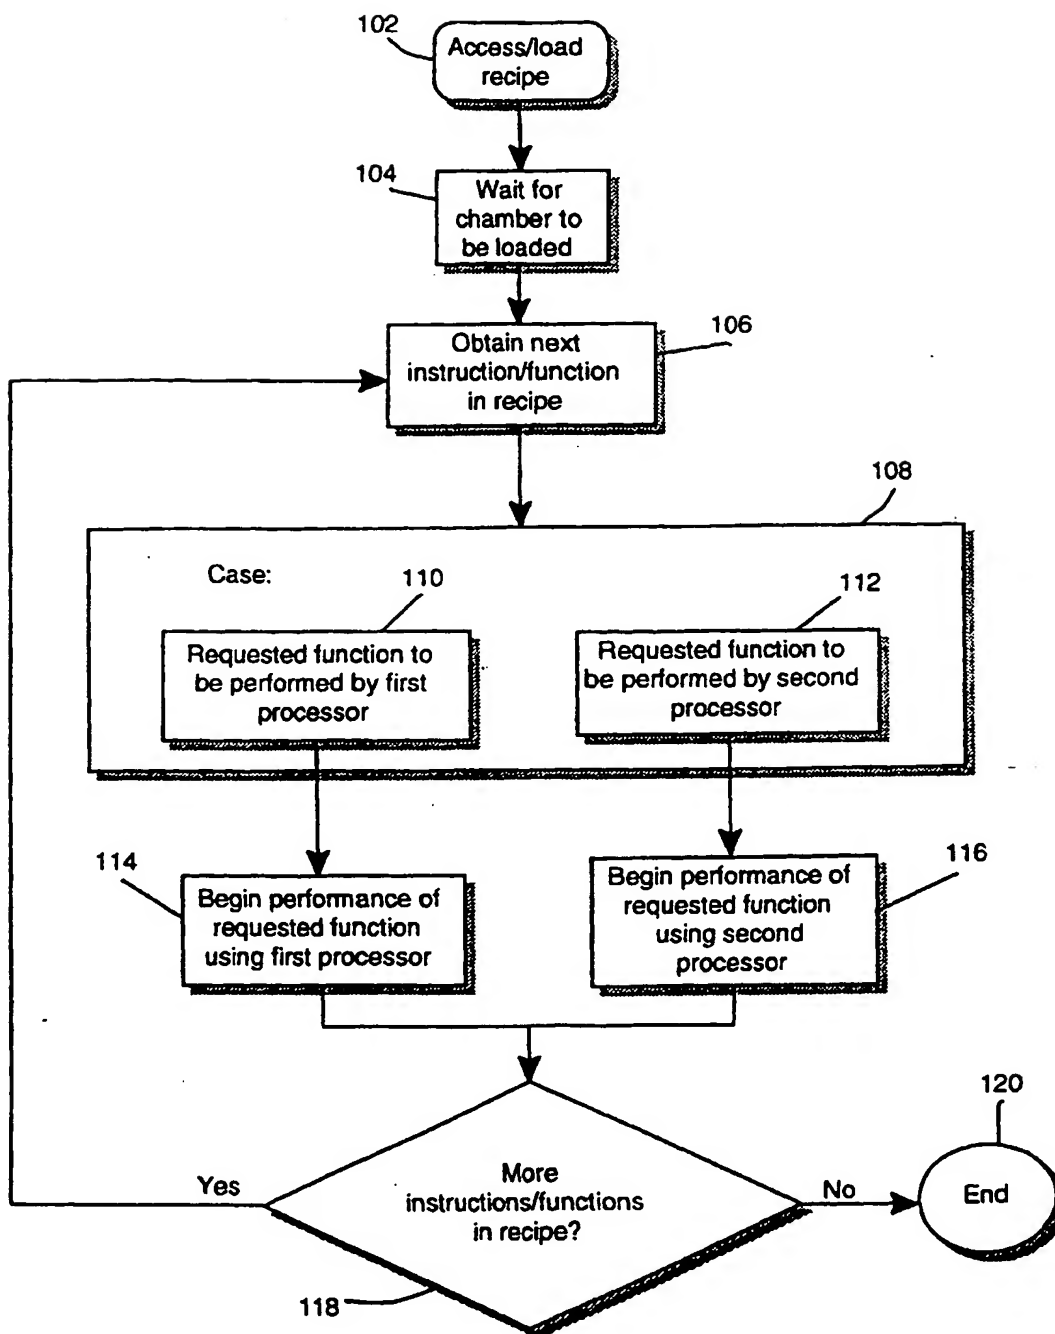 102
Access/load
recipe
104
Wait for
chamber to
be loaded
106
Obtain next
instruction/function
in recipe
108
Case:
110
112
Requested function to
be performed by first
processor
Requested function to
be performed by second
processor
114
Begin performance of
requested function
using first processor
116
Begin performance of
requested function
using second
processor
120
Yes
More
instructions/functions
in recipe?
No
End
118